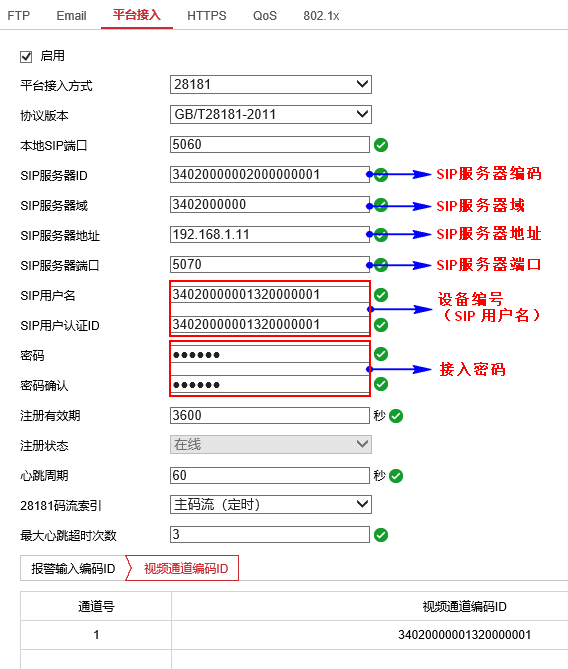 FTP Email 平台接入 HTTPS QoS 802.1x
启用
平台接入方式 28181
协议版本 GB/T28181-2011
本地SIP端口 5060
SIP服务器ID 34020000002000000001 SIP服务器编码
SIP服务器域 3402000000 SIP服务器域
SIP服务器地址 192.168.1.11 SIP服务器地址
SIP服务器端口 5070 SIP服务器端口
SIP用户名 34020000001320000001
设备编号
（SIP 用户名）
SIP用户认证ID 34020000001320000001
密码 ●●●●●●
接入密码
密码确认 ●●●●●●
注册有效期 3600 秒
注册状态 在线
心跳周期 60 秒
28181码流索引 主码流（定时）
最大心跳超时次数 3
报警输入编码ID 视频通道编码ID
通道号 视频通道编码ID
1 34020000001320000001